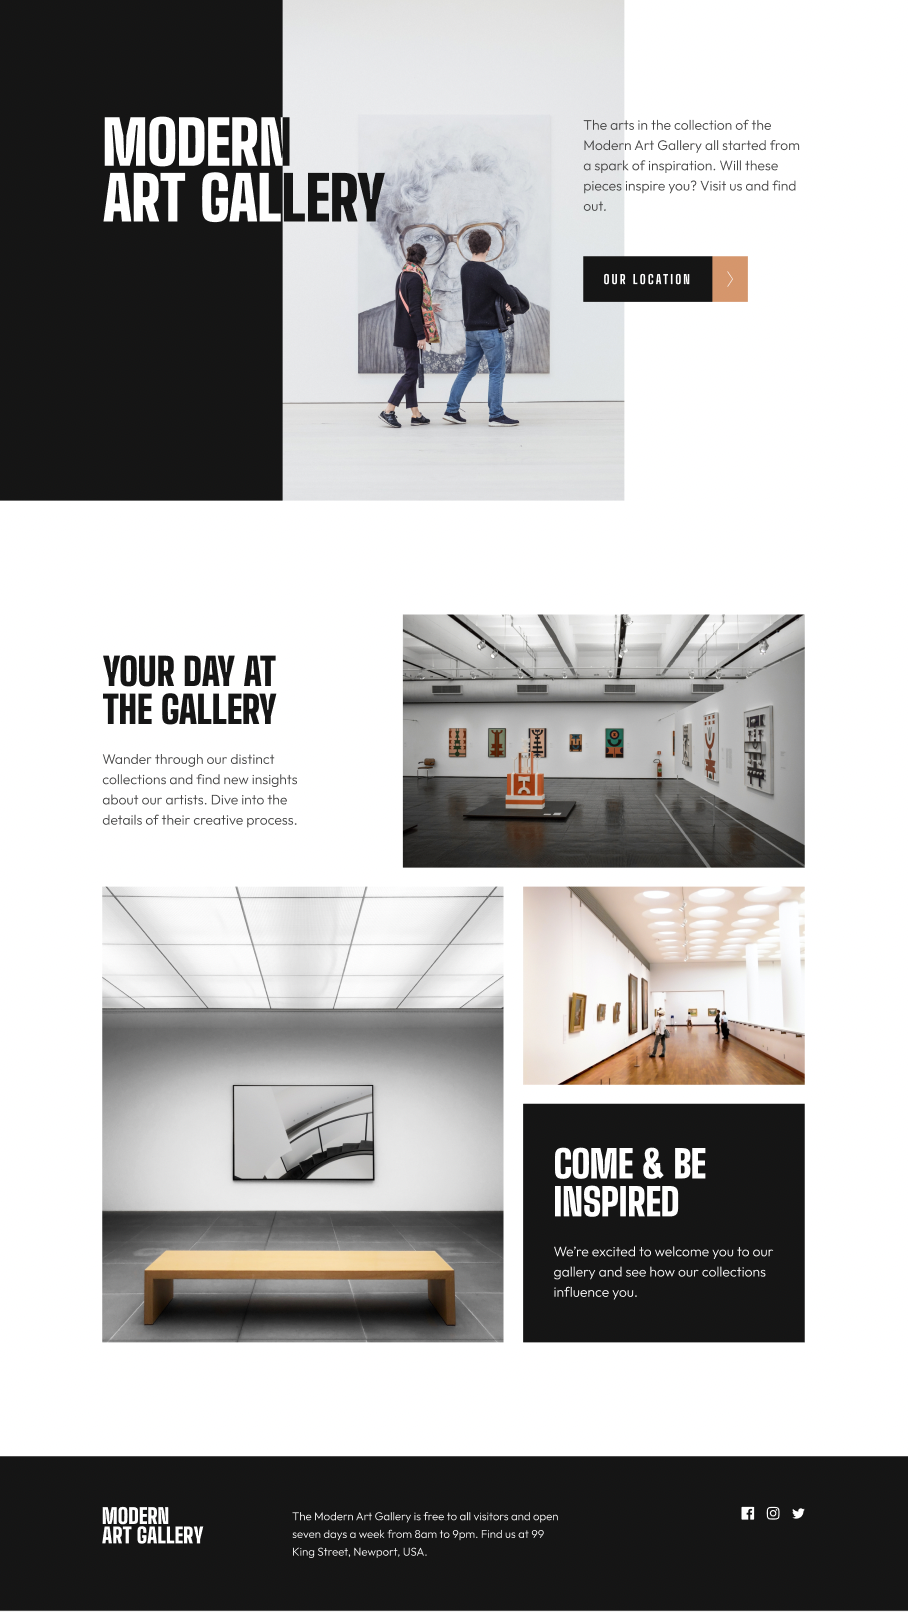 MODERN
ART GALLERY
The arts in the collection of the
Modern Art Gallery all started from
a spark of inspiration. Will these
pieces inspire you? Visit us and find
out.
OUR LOCATION
YOUR DAY AT
THE GALLERY
Wander through our distinct
collections and find new insights
about our artists. Dive into the
details of their creative process.
COME & BE
INSPIRED
We’re excited to welcome you to our
gallery and see how our collections
influence you.
MODERN
ART GALLERY
The Modern Art Gallery is free to all visitors and open
seven days a week from 8am to 9pm. Find us at 99
King Street, Newport, USA.